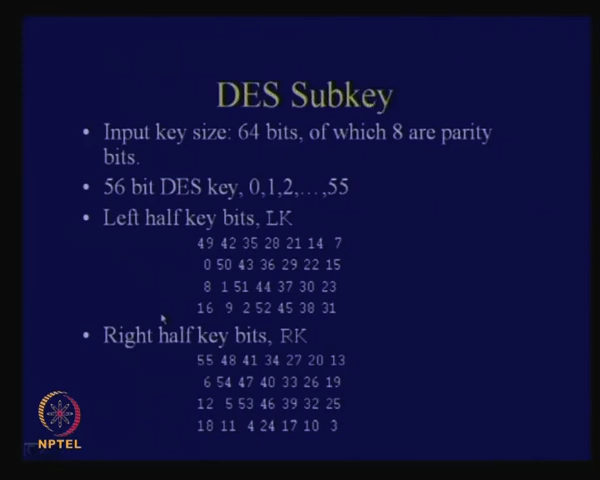 DES Subkey
• Input key size: 64 bits, of which 8 are parity
bits.
• 56 bit DES key, 0,1,2,…,55
• Left half key bits, LK
49 42 35 28 21 14 7
0 50 43 36 29 22 15
8 1 51 44 37 30 23
16 9 2 52 45 38 31
• Right half key bits, RK
55 48 41 34 27 20 13
6 54 47 40 33 26 19
12 5 53 46 39 32 25
18 11 4 24 17 10 3
NPTEL